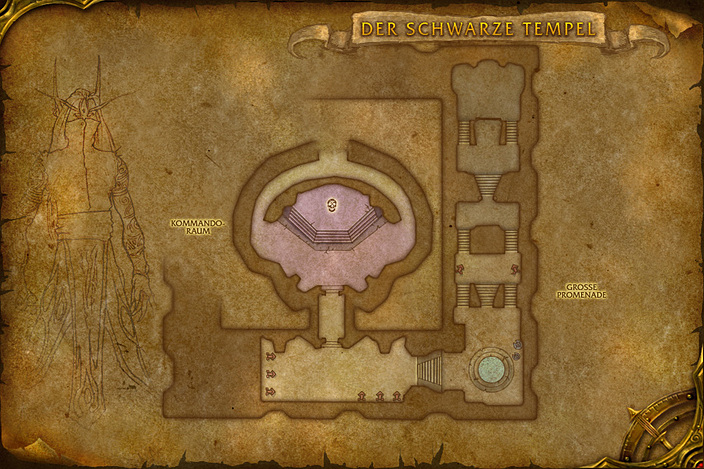 DER SCHWARZE TEMPEL
KOMMANDO-
RAUM
GROSSE
PROMENADE